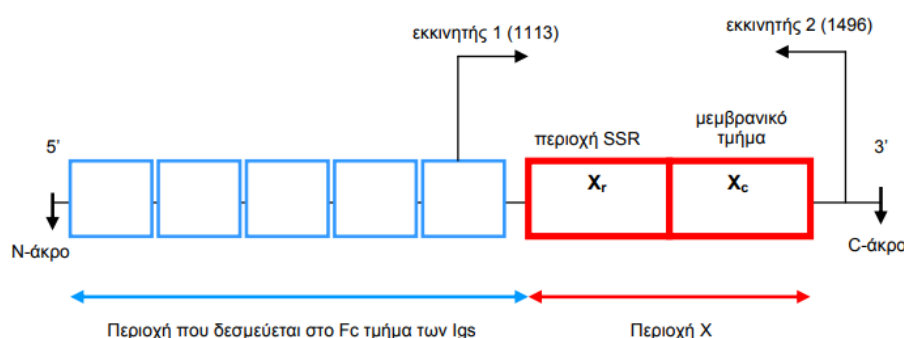 εκκινητής 1 (1113)
εκκινητής 2 (1496)
5’
περιοχή SSR
μεμβρανικό
τμήμα
3’
Xr
Xc
N-άκρο
C-άκρο
Περιοχή που δεσμεύεται στο Fc τμήμα των Igs
Περιοχή Χ